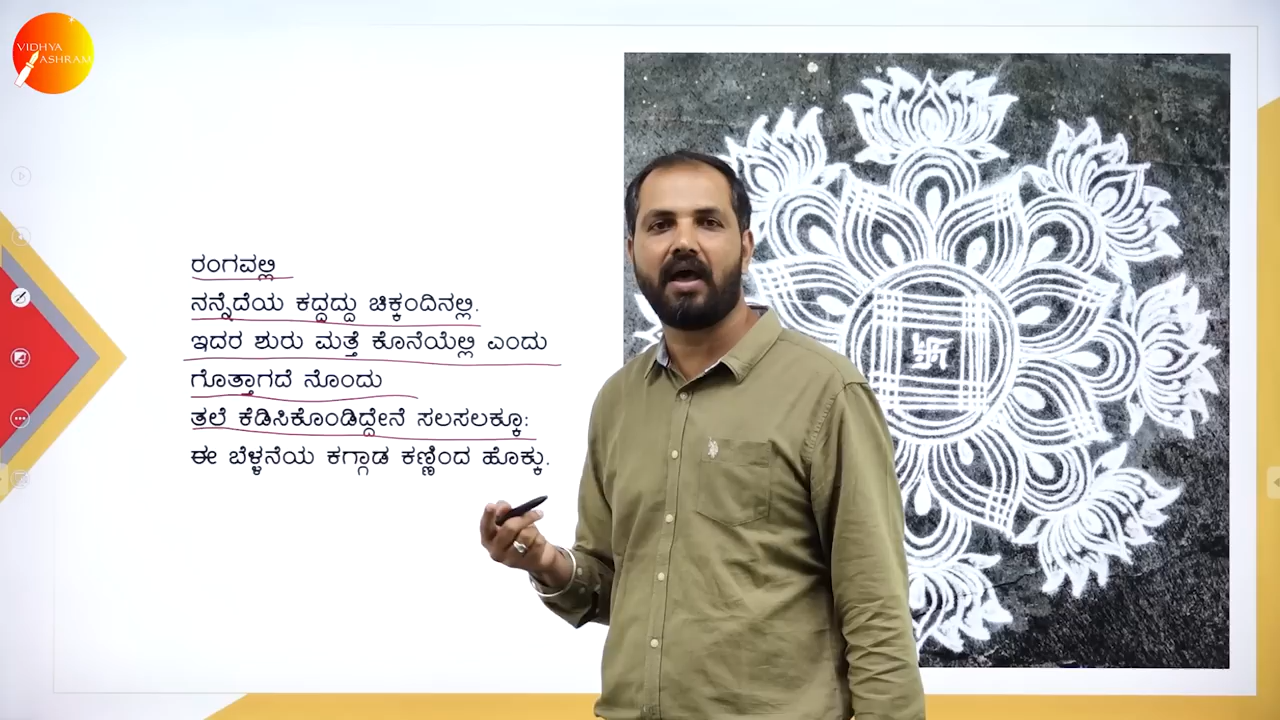 VIDHYA
ASHRAM
ರಂಗವಲ್ಲಿ
ನನ್ನೆದೆಯ ಕದ್ದದ್ದು ಚಿಕ್ಕಂದಿನಲ್ಲಿ.
ಇದರ ಶುರು ಮತ್ತೆ ಕೊನೆಯೆಲ್ಲಿ ಎಂದು
ಗೊತ್ತಾಗದೆ ನೊಂದು
ತಲೆ ಕೆಡಿಸಿಕೊಂಡಿದ್ದೇನೆ ಸಲಸಲಕ್ಕೂ:
ಈ ಬೆಳ್ಳನೆಯ ಕಗ್ಗಾಡ ಕಣ್ಣಿಂದ ಹೊಕ್ಕು.